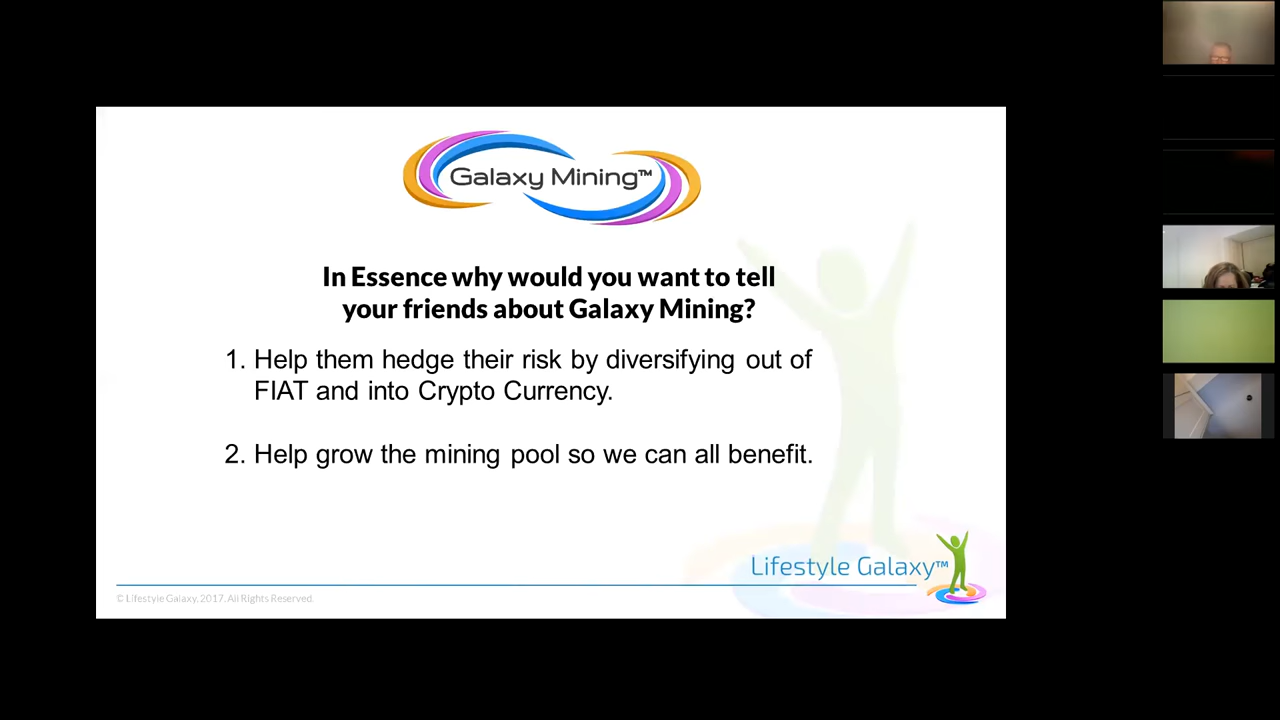 Galaxy Mining™
In Essence why would you want to tell
your friends about Galaxy Mining?
1. Help them hedge their risk by diversifying out of
FIAT and into Crypto Currency.
2. Help grow the mining pool so we can all benefit.
Lifestyle Galaxy™
© Lifestyle Galaxy, 2017. All Rights Reserved.